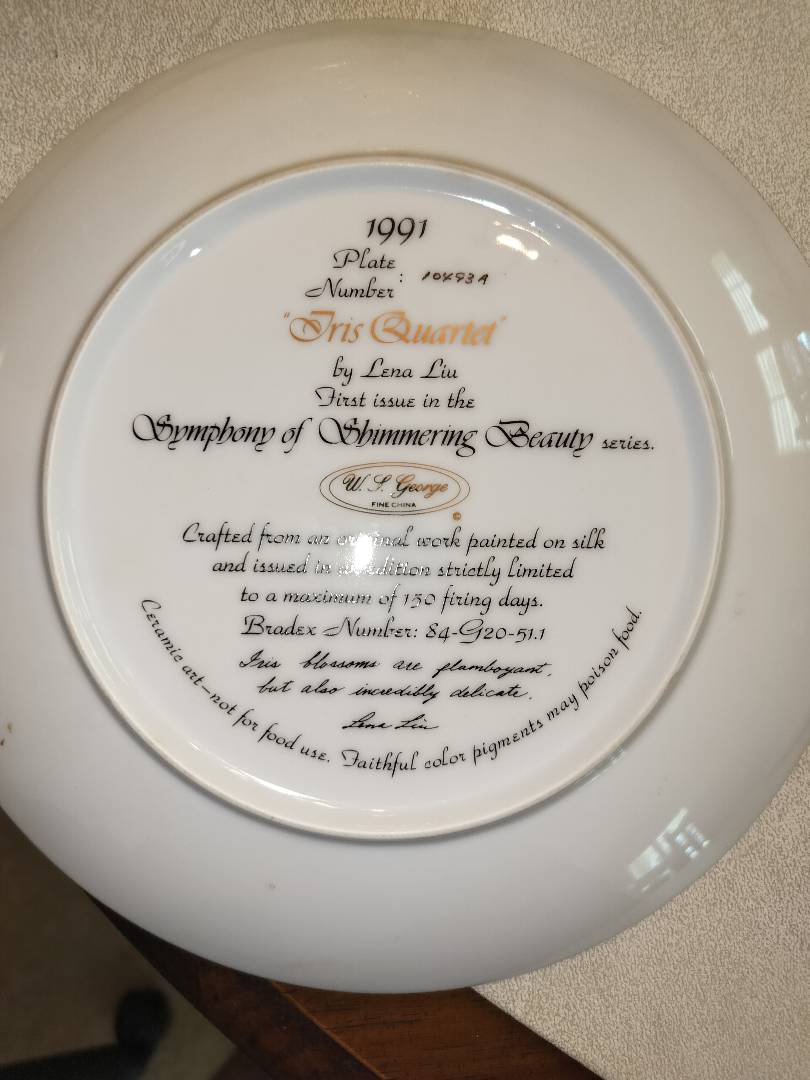 1991
Plate
Number : 10493A
"Iris Quartet"
by Lena Liu
First issue in the
Symphony of Shimmering Beauty series.
W. S. George
FINE CHINA
©
Crafted from an original work painted on silk
and issued in an edition strictly limited
to a maximum of 150 firing days.
Bradex Number: 84-G20-51.1
Iris blossoms are flamboyant,
but also incredibly delicate.
Lena Liu
Ceramic art—not for food use. Faithful color pigments may poison food.